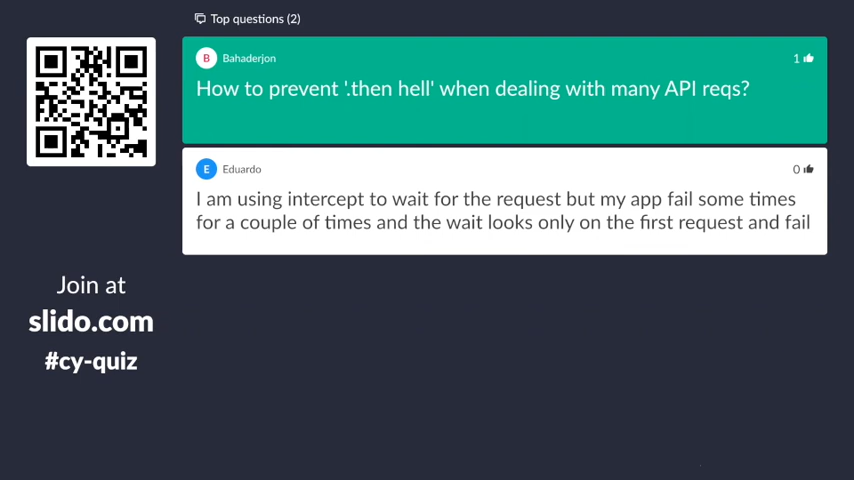 Top questions (2)
B Bahaderjon 1
How to prevent '.then hell' when dealing with many API reqs?
E Eduardo 0
I am using intercept to wait for the request but my app fail some times
for a couple of times and the wait looks only on the first request and fail
Join at
slido.com
#cy-quiz